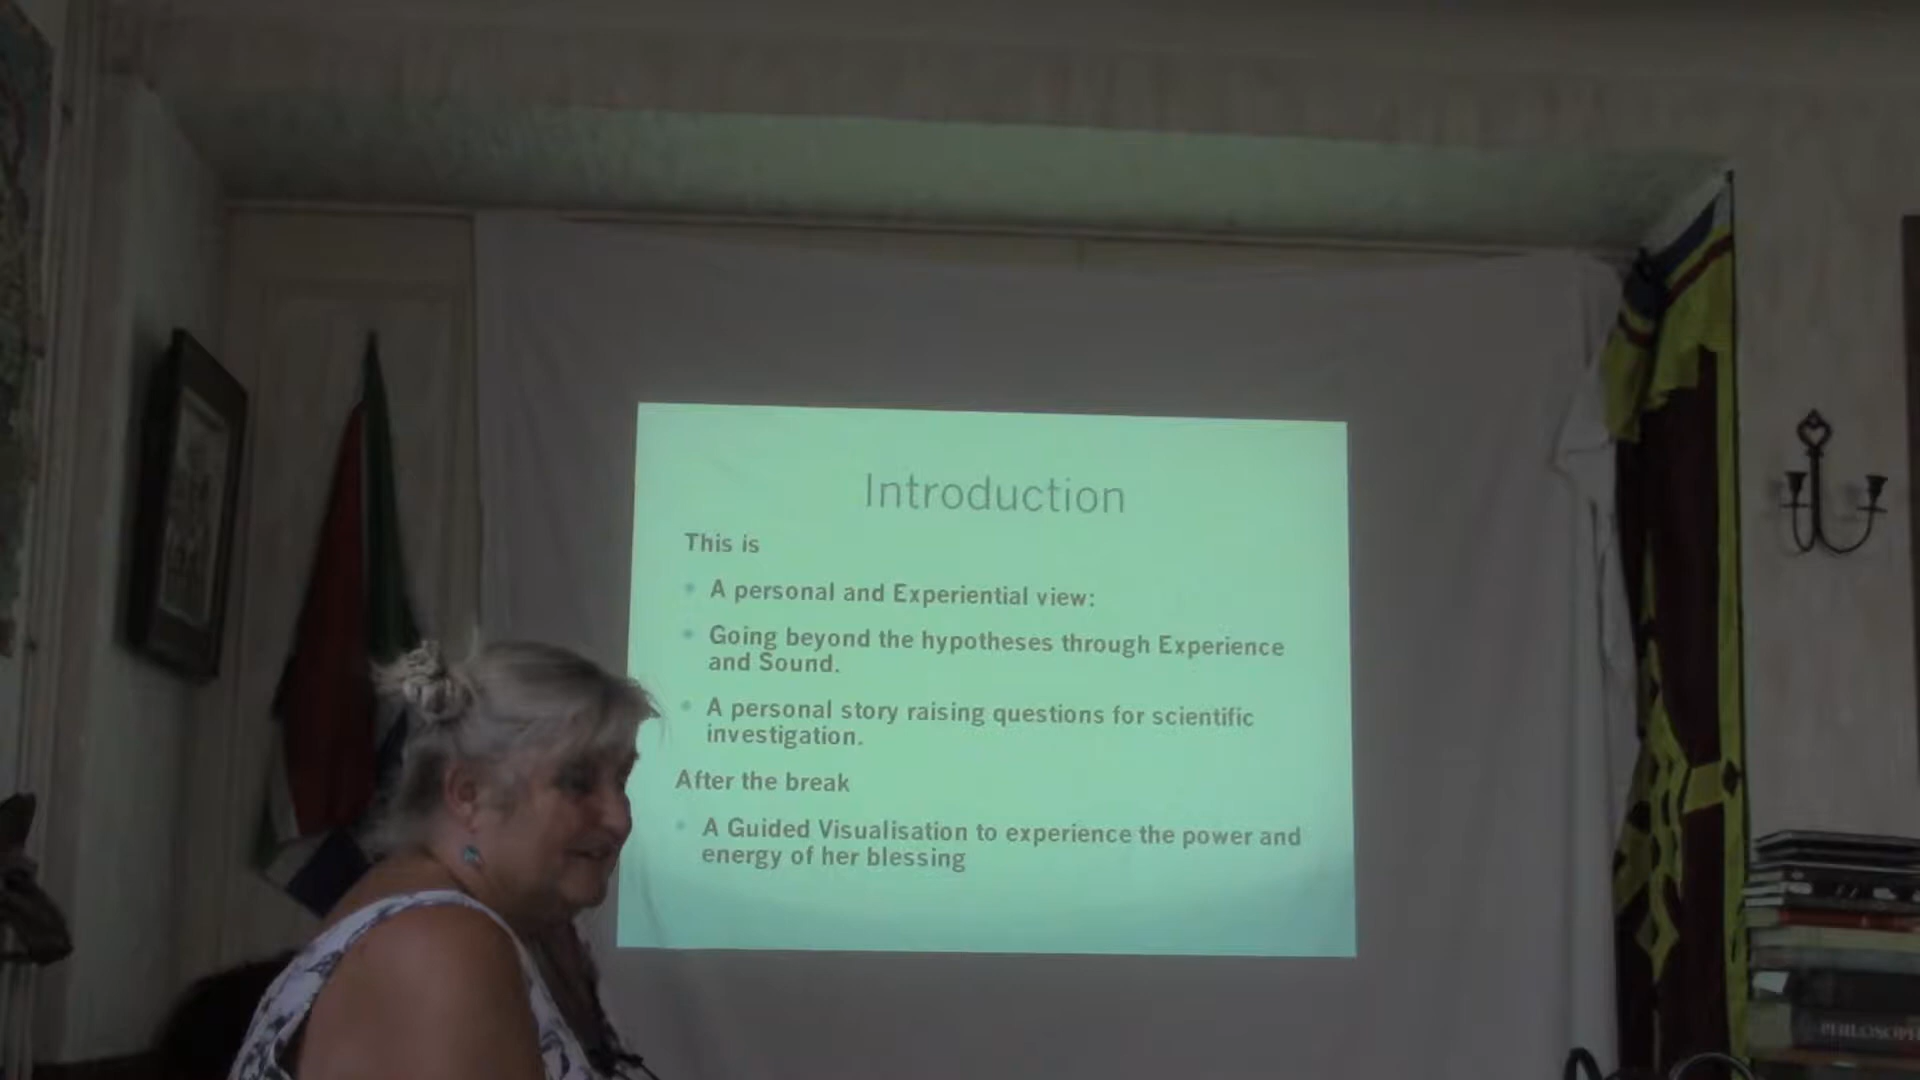 Introduction
This is
A personal and Experiential view:
Going beyond the hypotheses through Experience
and Sound.
A personal story raising questions for scientific
investigation.
After the break
A Guided Visualisation to experience the power and
energy of her blessing